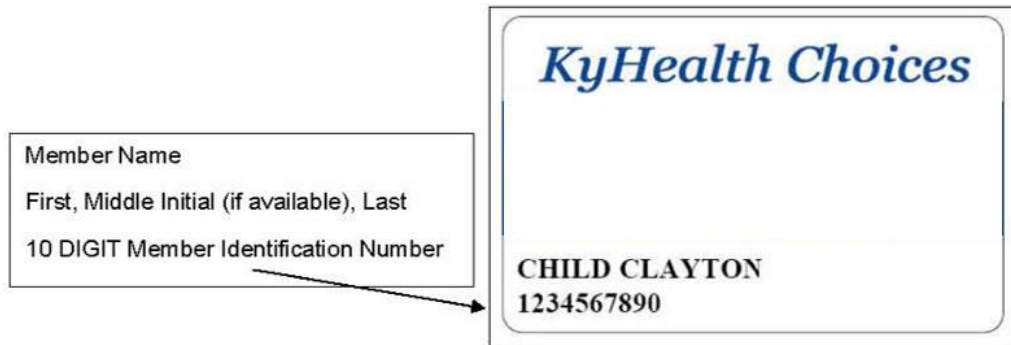 KyHealth Choices
Member Name
First, Middle Initial (if available), Last
10 DIGIT Member Identification Number
CHILD CLAYTON
1234567890